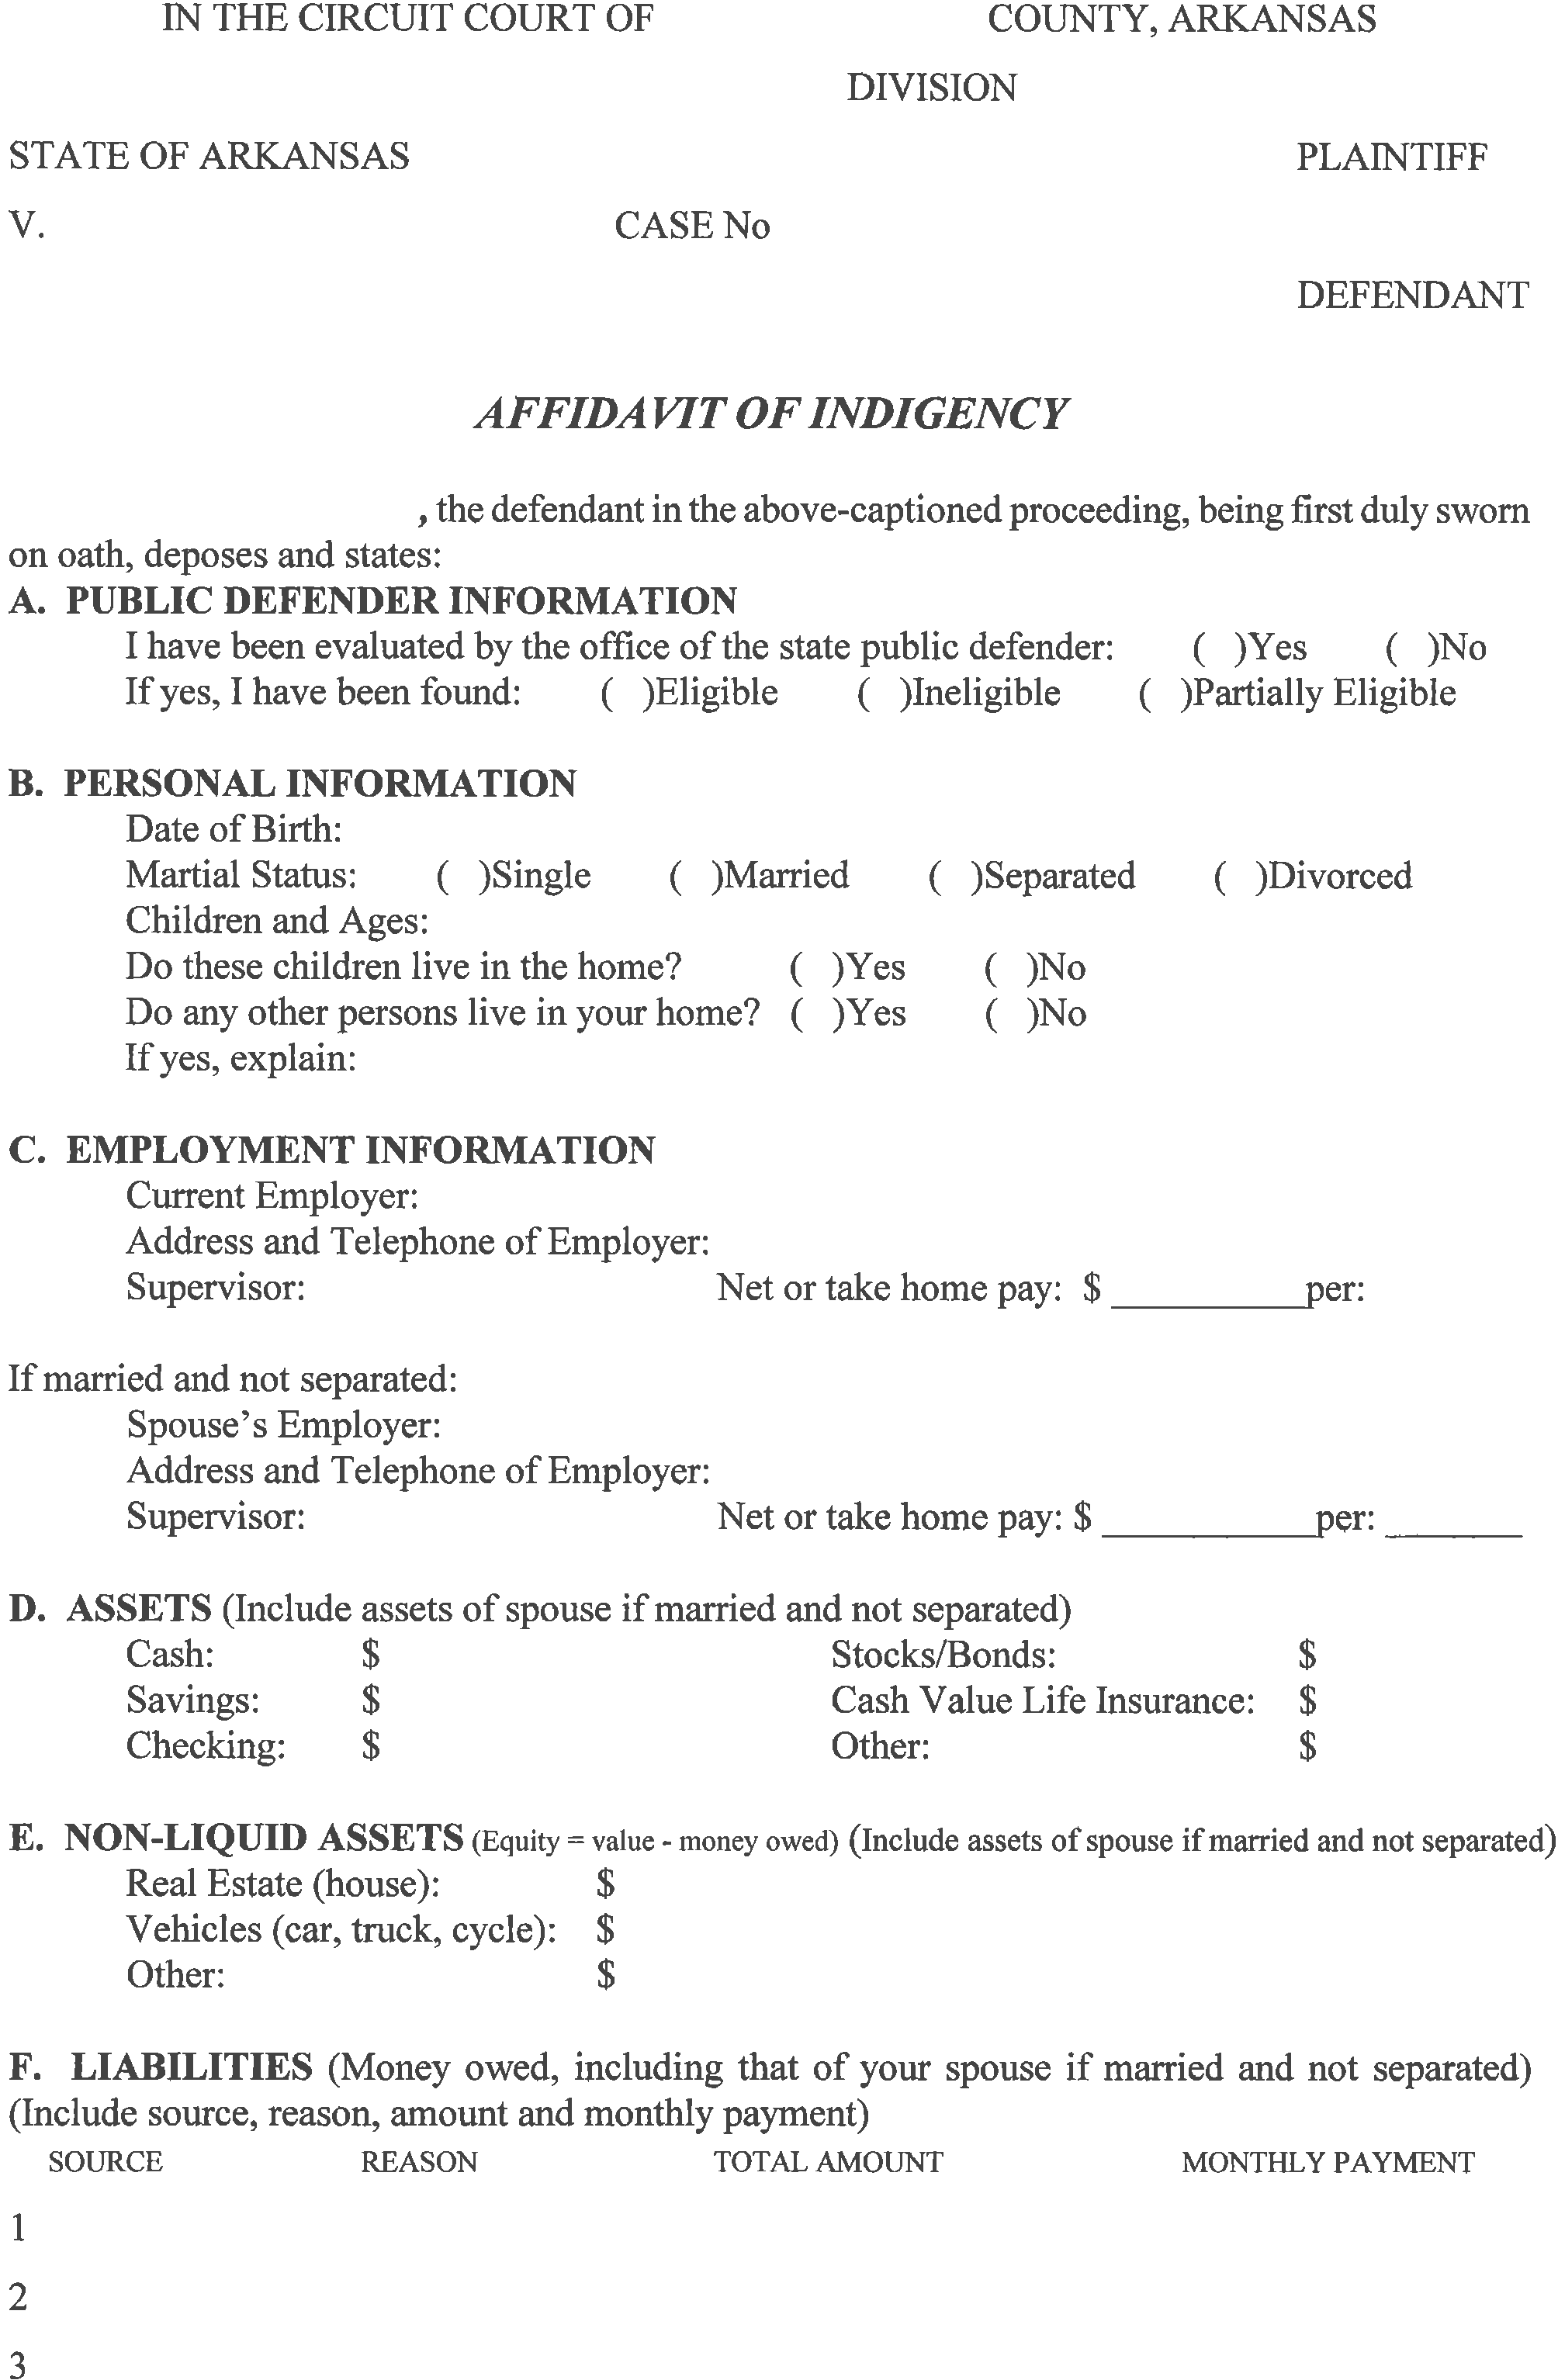 IN THE CIRCUIT COURT OF COUNTY, ARKANSAS
DIVISION
STATE OF ARKANSAS PLAINTIFF
V. CASE No
DEFENDANT
AFFIDAVIT OF INDIGENCY
, the defendant in the above-captioned proceeding, being first duly sworn
on oath, deposes and states:
A. PUBLIC DEFENDER INFORMATION
I have been evaluated by the office of the state public defender: ( )Yes ( )No
If yes, I have been found: ( )Eligible ( )Ineligible ( )Partially Eligible
B. PERSONAL INFORMATION
Date of Birth:
Martial Status: ( )Single ( )Married ( )Separated ( )Divorced
Children and Ages:
Do these children live in the home? ( )Yes ( )No
Do any other persons live in your home? ( )Yes ( )No
If yes, explain:
C. EMPLOYMENT INFORMATION
Current Employer:
Address and Telephone of Employer:
Supervisor: Net or take home pay: $ __________per:
If married and not separated:
Spouse's Employer:
Address and Telephone of Employer:
Supervisor: Net or take home pay: $ ___________per: _______
D. ASSETS (Include assets of spouse if married and not separated)
Cash: $ Stocks/Bonds: $
Savings: $ Cash Value Life Insurance: $
Checking: $ Other: $
E. NON-LIQUID ASSETS (Equity = value - money owed) (Include assets of spouse if married and not separated)
Real Estate (house): $
Vehicles (car, truck, cycle): $
Other: $
F. LIABILITIES (Money owed, including that of your spouse if married and not separated)
(Include source, reason, amount and monthly payment)
SOURCE REASON TOTAL AMOUNT MONTHLY PAYMENT
1
2
3